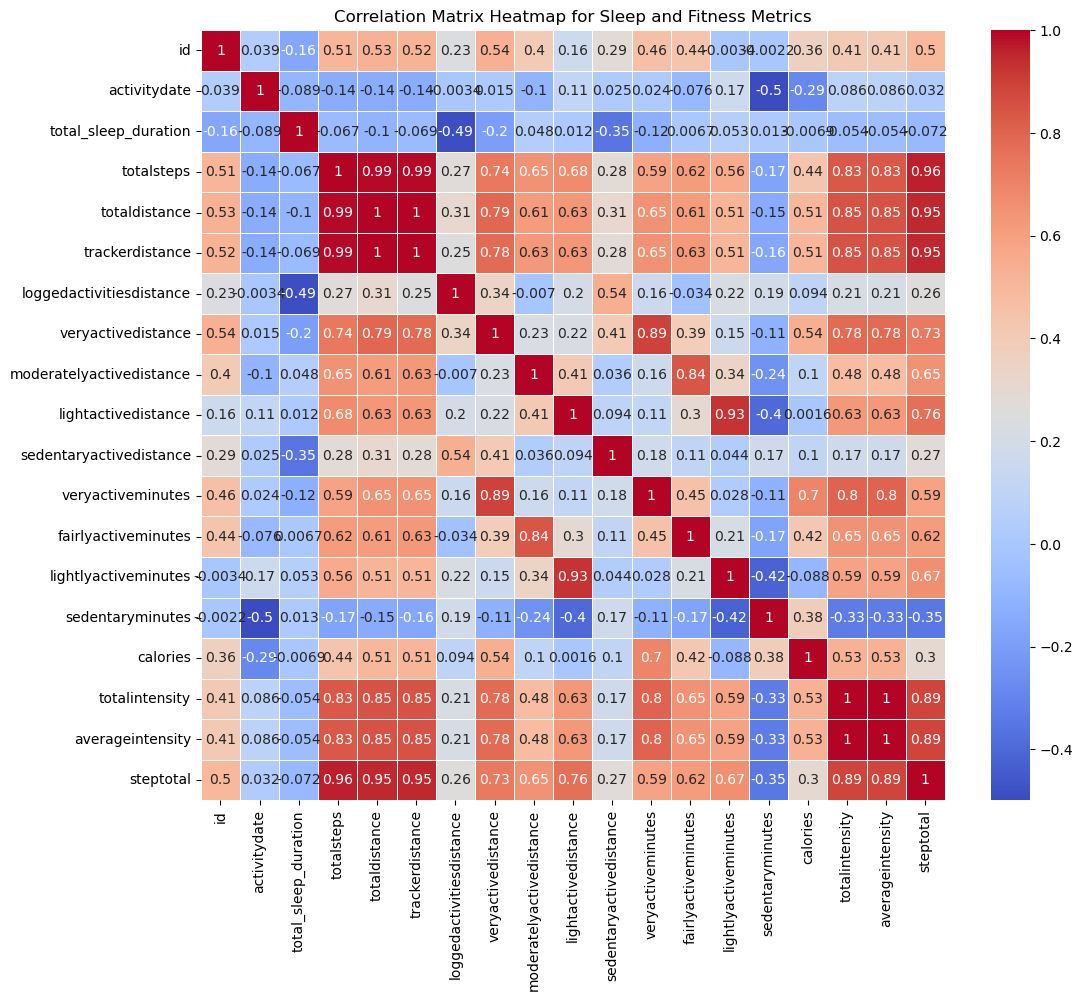 Correlation Matrix Heatmap for Sleep and Fitness Metrics
id 1 0.039 -0.16 0.51 0.53 0.52 0.23 0.54 0.4 0.16 0.29 0.46 0.44 -0.0034 -0.0022 0.36 0.41 0.41 0.5
activitydate 0.039 1 -0.089 -0.14 -0.14 -0.14 -0.0034 0.015 -0.1 0.11 0.025 0.024 -0.076 0.17 -0.5 -0.29 0.086 0.086 0.032
total_sleep_duration -0.16 -0.089 1 -0.067 -0.1 -0.069 -0.49 -0.2 0.048 0.012 -0.35 -0.12 0.0067 0.053 0.013 -0.0069 -0.054 -0.054 -0.072
totalsteps 0.51 -0.14 -0.067 1 0.99 0.99 0.27 0.74 0.65 0.68 0.28 0.59 0.62 0.56 -0.17 0.44 0.83 0.83 0.96
totaldistance 0.53 -0.14 -0.1 0.99 1 1 0.31 0.79 0.61 0.63 0.31 0.65 0.61 0.51 -0.15 0.51 0.85 0.85 0.95
trackerdistance 0.52 -0.14 -0.069 0.99 1 1 0.25 0.78 0.63 0.63 0.28 0.65 0.63 0.51 -0.16 0.51 0.85 0.85 0.95
loggedactivitiesdistance 0.23 -0.0034 -0.49 0.27 0.31 0.25 1 0.34 -0.007 0.2 0.54 0.16 -0.034 0.22 0.19 0.094 0.21 0.21 0.26
veryactivedistance 0.54 0.015 -0.2 0.74 0.79 0.78 0.34 1 0.23 0.22 0.41 0.89 0.39 0.15 -0.11 0.54 0.78 0.78 0.73
moderatelyactivedistance 0.4 -0.1 0.048 0.65 0.61 0.63 -0.007 0.23 1 0.41 0.036 0.16 0.84 0.34 -0.24 0.1 0.48 0.48 0.65
lightactivedistance 0.16 0.11 0.012 0.68 0.63 0.63 0.2 0.22 0.41 1 0.094 0.11 0.3 0.93 -0.4 0.0016 0.63 0.63 0.76
sedentaryactivedistance 0.29 0.025 -0.35 0.28 0.31 0.28 0.54 0.41 0.036 0.094 1 0.18 0.11 0.044 0.17 0.1 0.17 0.17 0.27
veryactiveminutes 0.46 0.024 -0.12 0.59 0.65 0.65 0.16 0.89 0.16 0.11 0.18 1 0.45 0.028 -0.11 0.7 0.8 0.8 0.59
fairlyactiveminutes 0.44 -0.076 0.0067 0.62 0.61 0.63 -0.034 0.39 0.84 0.3 0.11 0.45 1 0.21 -0.17 0.42 0.65 0.65 0.62
lightlyactiveminutes -0.0034 0.17 0.053 0.56 0.51 0.51 0.22 0.15 0.34 0.93 0.044 0.028 0.21 1 -0.42 -0.088 0.59 0.59 0.67
sedentaryminutes -0.0022 -0.5 0.013 -0.17 -0.15 -0.16 0.19 -0.11 -0.24 -0.4 0.17 -0.11 -0.17 -0.42 1 0.38 -0.33 -0.33 -0.35
calories 0.36 -0.29 -0.0069 0.44 0.51 0.51 0.094 0.54 0.1 0.0016 0.1 0.7 0.42 -0.088 0.38 1 0.53 0.53 0.3
totalintensity 0.41 0.086 -0.054 0.83 0.85 0.85 0.21 0.78 0.48 0.63 0.17 0.8 0.65 0.59 -0.33 0.53 1 1 0.89
averageintensity 0.41 0.086 -0.054 0.83 0.85 0.85 0.21 0.78 0.48 0.63 0.17 0.8 0.65 0.59 -0.33 0.53 1 1 0.89
steptotal 0.5 0.032 -0.072 0.96 0.95 0.95 0.26 0.73 0.65 0.76 0.27 0.59 0.62 0.67 -0.35 0.3 0.89 0.89 1
id
activitydate
total_sleep_duration
totalsteps
totaldistance
trackerdistance
loggedactivitiesdistance
veryactivedistance
moderatelyactivedistance
lightactivedistance
sedentaryactivedistance
veryactiveminutes
fairlyactiveminutes
lightlyactiveminutes
sedentaryminutes
calories
totalintensity
averageintensity
steptotal
1.0
0.8
0.6
0.4
0.2
0.0
−0.2
−0.4